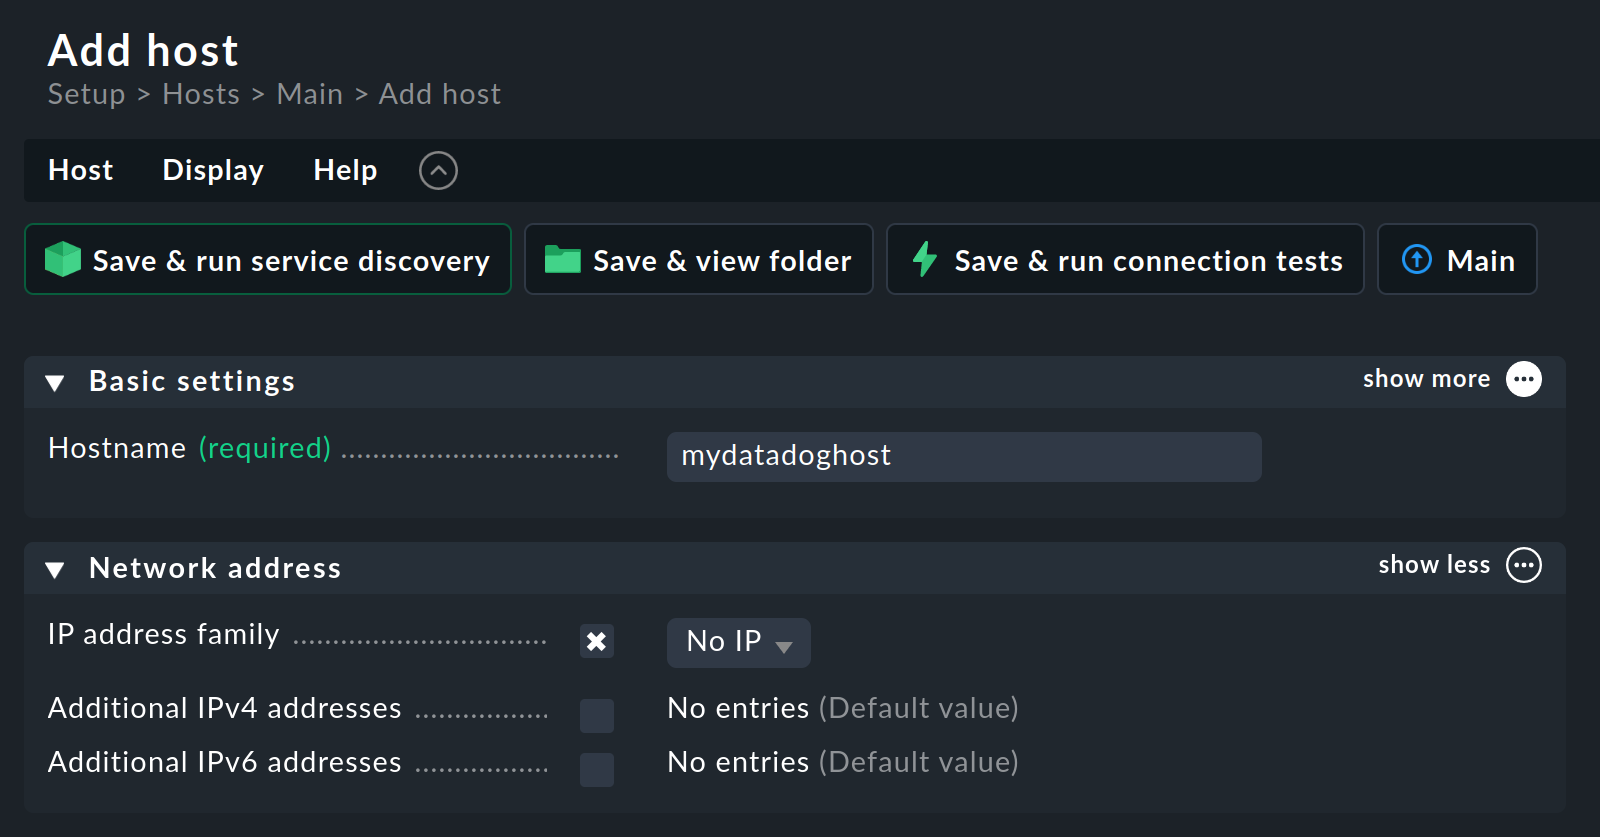 Add host
Setup > Hosts > Main > Add host
Host Display Help
Save & run service discovery Save & view folder Save & run connection tests Main
Basic settings show more
Hostname (required) mydatadoghost
Network address show less
IP address family No IP
Additional IPv4 addresses No entries (Default value)
Additional IPv6 addresses No entries (Default value)